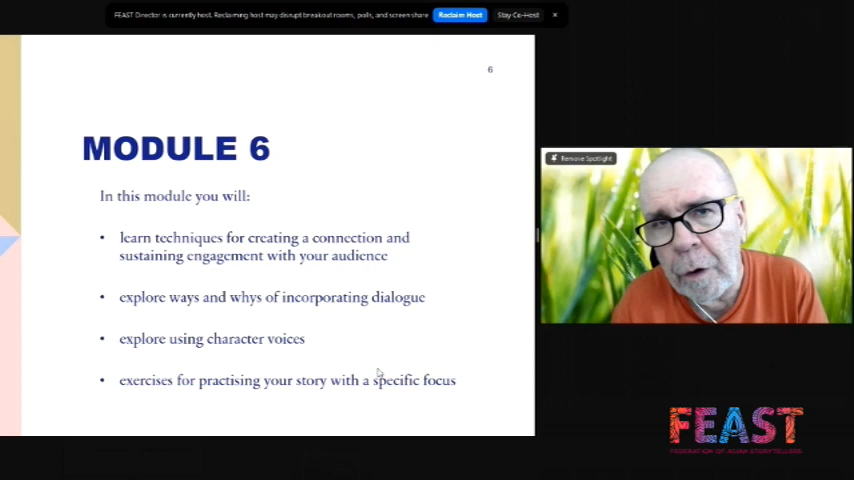 FEAST Director is currently host. Reclaiming host may disrupt breakout rooms, polls, and screen share
Reclaim Host
Stay Co-Host
6
MODULE 6
In this module you will:
• learn techniques for creating a connection and
sustaining engagement with your audience
• explore ways and whys of incorporating dialogue
• explore using character voices
• exercises for practising your story with a specific focus
Remove Spotlight
FEAST
FEDERATION OF ASIAN STORYTELLERS